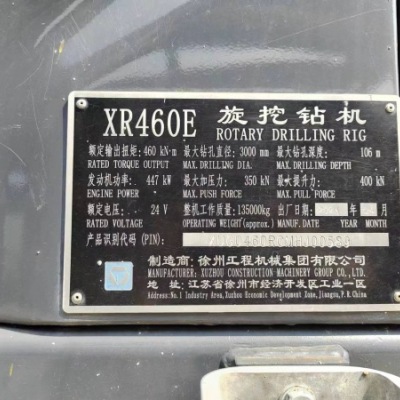 XR460E 旋挖钻机
ROTARY DRILLING RIG
额定输出扭矩: 460 kN·m 最大钻孔直径: 3000 mm 最大钻孔深度: 106 m
RATED TORQUE OUTPUT MAX. DRILLING DIA. MAX. DRILLING DEPTH
发动机功率: 447 kW 最大加压力: 350 kN 最大提升力: 400 kN
ENGINE POWER MAX. PUSH FORCE MAX. PULL FORCE
额定电压: 24 V 整机工作质量: 135000kg 出厂日期: 年 月
RATED VOLTAGE OPERATING WEIGHT(approx.) MANU. YEAR MONTH
产品识别代码 (PIN):
制造商: 徐州工程机械集团有限公司
MANUFACTURER: XUZHOU CONSTRUCTION MACHINERY GROUP CO., LTD.
地 址: 江苏省徐州市经济开发区工业一区
Address: No.1 Industry Area, Xuzhou Economic Development Zone, Jiangsu, P.R.China